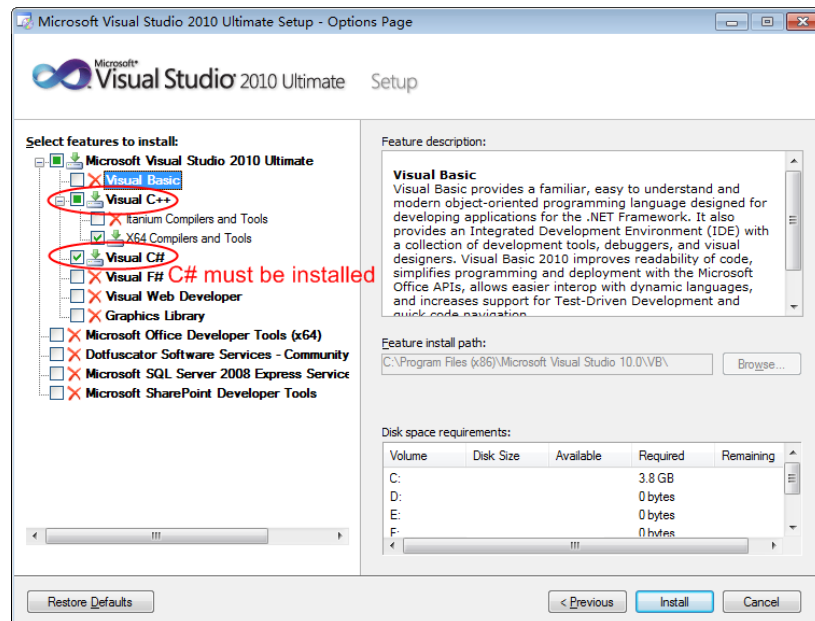 Microsoft Visual Studio 2010 Ultimate Setup - Options Page
Microsoft®
Visual Studio® 2010 Ultimate Setup
Select features to install:
Microsoft Visual Studio 2010 Ultimate
Visual Basic
Visual C++
Itanium Compilers and Tools
X64 Compilers and Tools
Visual C#
Visual F#
C# must be installed
Visual Web Developer
Graphics Library
Microsoft Office Developer Tools (x64)
Dotfuscator Software Services - Community
Microsoft SQL Server 2008 Express Service
Microsoft SharePoint Developer Tools
Feature description:
Visual Basic
Visual Basic provides a familiar, easy to understand and
modern object-oriented programming language designed for
developing applications for the .NET Framework. It also
provides an Integrated Development Environment (IDE) with
a collection of development tools, debuggers, and visual
designers. Visual Basic 2010 improves readability of code,
simplifies programming and deployment with the Microsoft
Office APIs, allows easier interop with dynamic languages,
and increases support for Test-Driven Development and
quick code navigation.
Feature install path:
C:\Program Files (x86)\Microsoft Visual Studio 10.0\VB\
Browse...
Disk space requirements:
Volume Disk Size Available Required Remaining
C: 3.8 GB
D: 0 bytes
E: 0 bytes
F: 0 bytes
Restore Defaults
< Previous
Install
Cancel